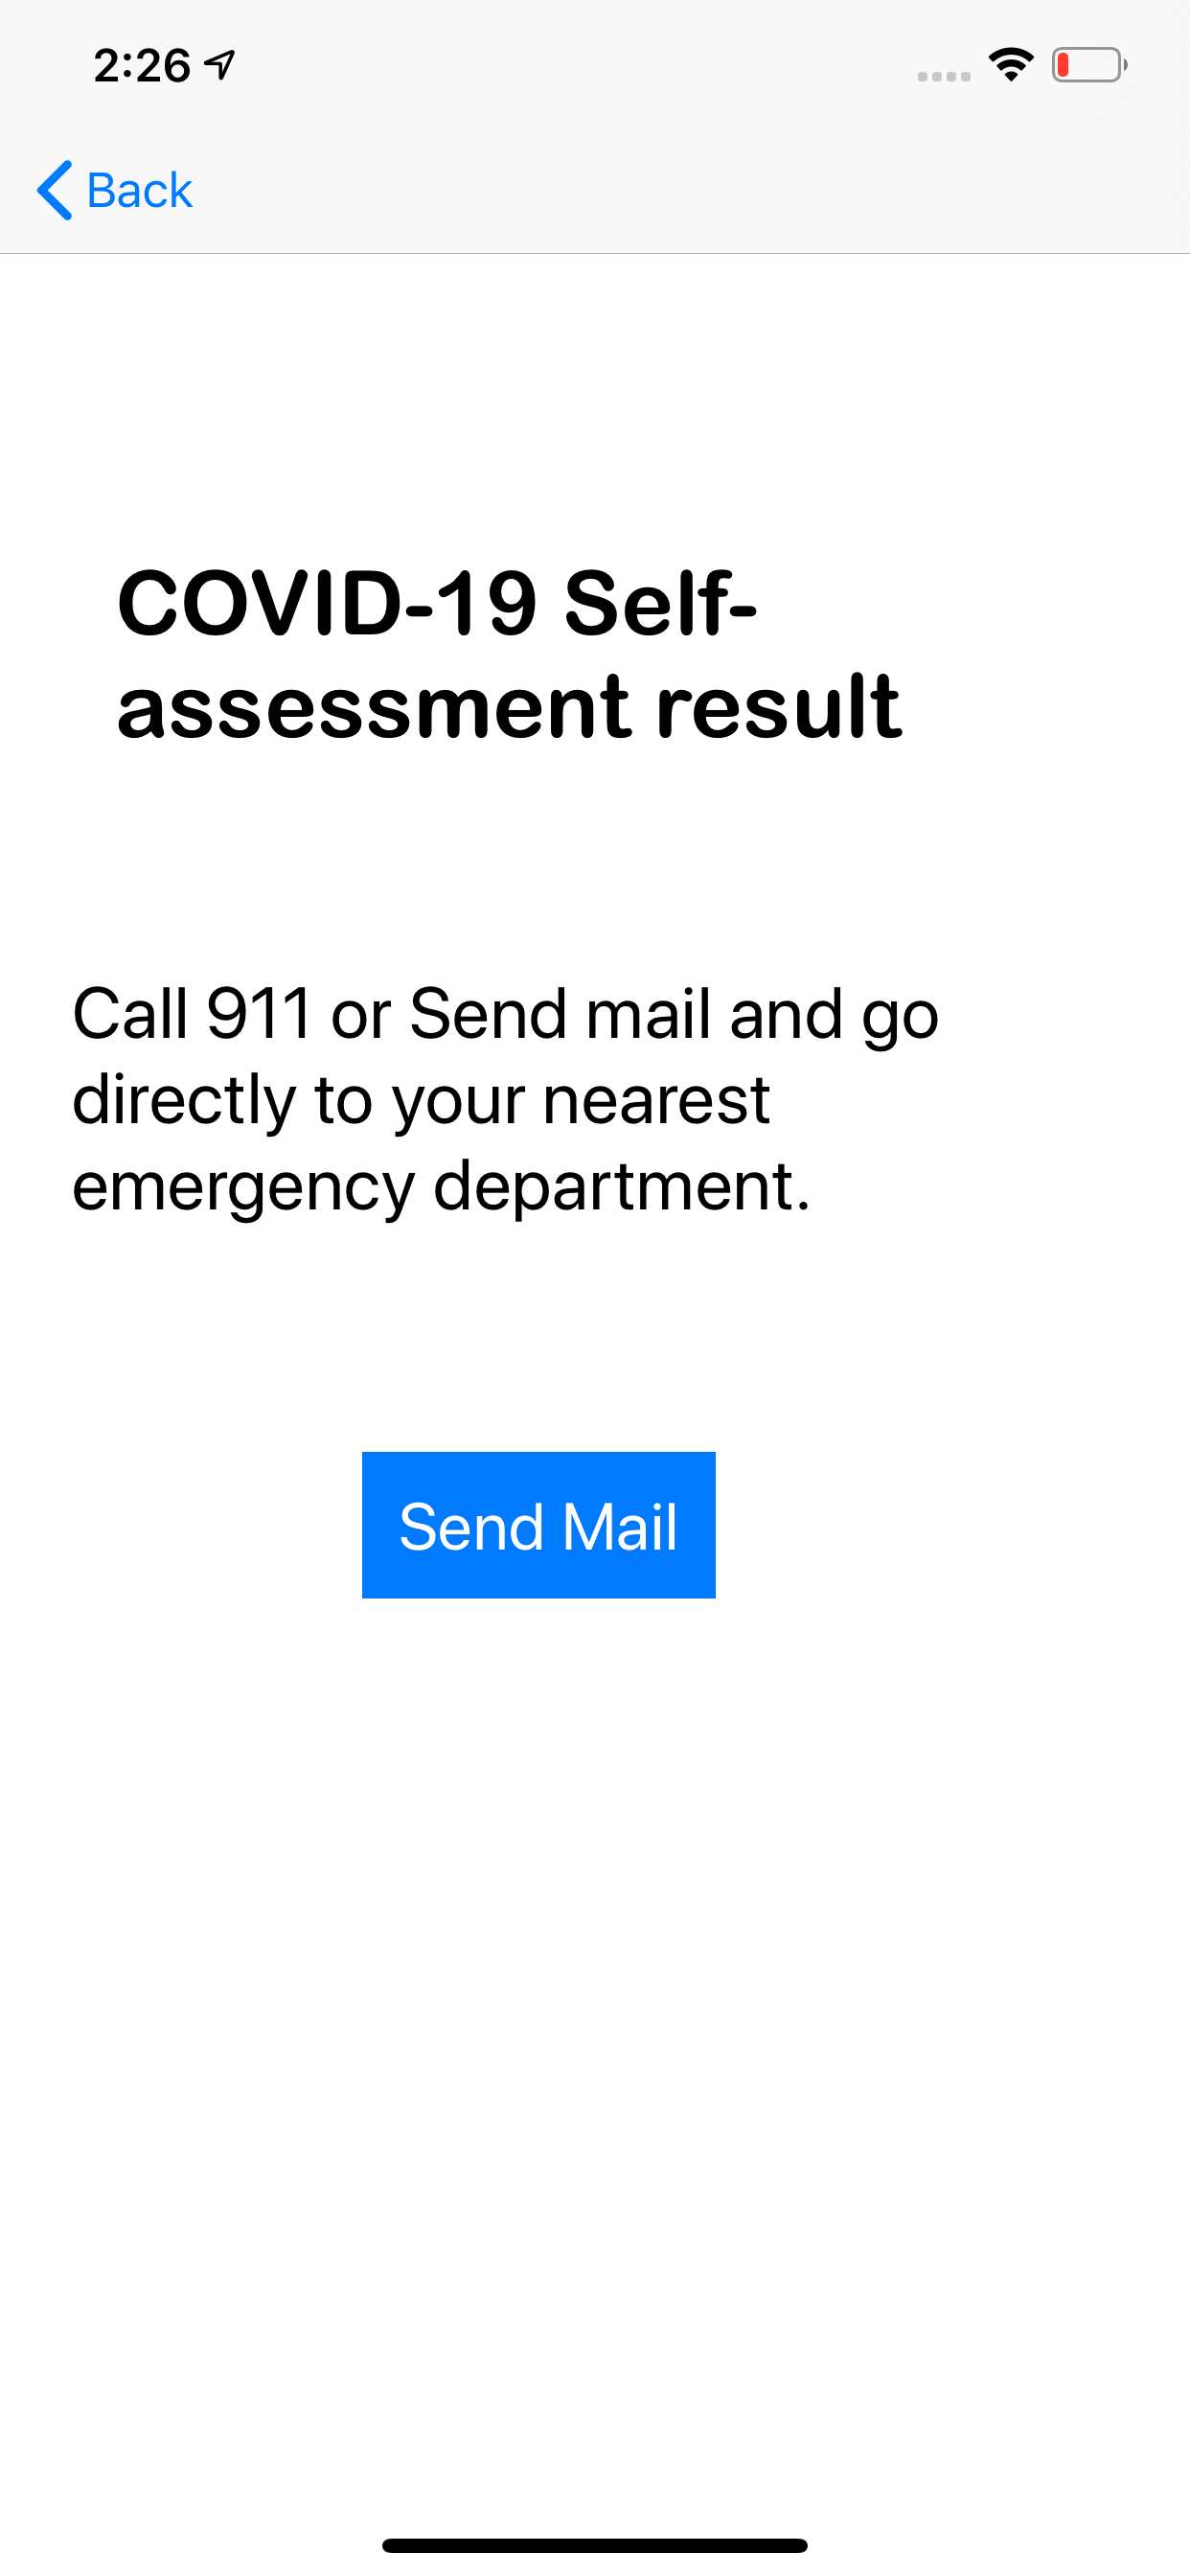 2:26
Back
COVID-19 Self-
assessment result
Call 911 or Send mail and go
directly to your nearest
emergency department.
Send Mail